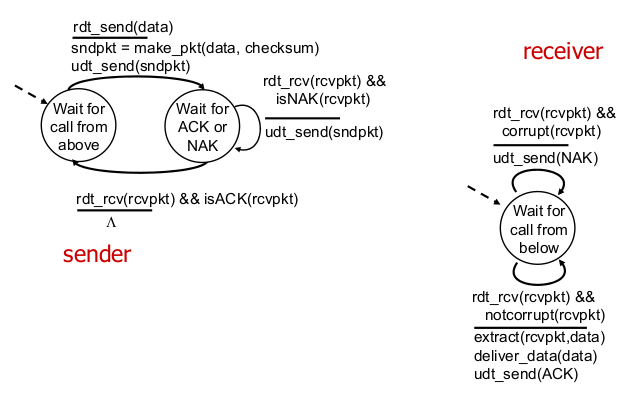 rdt_send(data)
sndpkt = make_pkt(data, checksum)
udt_send(sndpkt)
Wait for
call from
above
Wait for
ACK or
NAK
rdt_rcv(rcvpkt) &&
isNAK(rcvpkt)
udt_send(sndpkt)
rdt_rcv(rcvpkt) && isACK(rcvpkt)
Λ
sender
receiver
rdt_rcv(rcvpkt) &&
corrupt(rcvpkt)
udt_send(NAK)
Wait for
call from
below
rdt_rcv(rcvpkt) &&
notcorrupt(rcvpkt)
extract(rcvpkt,data)
deliver_data(data)
udt_send(ACK)